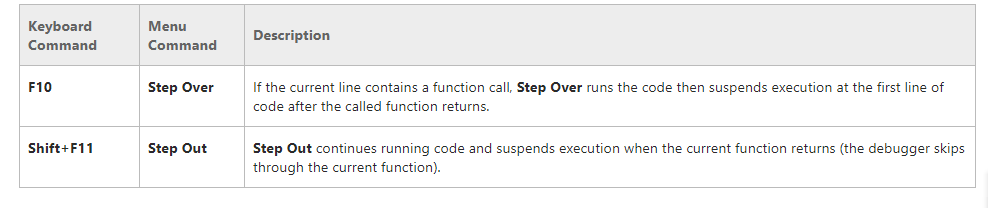 Keyboard Command
Menu Command
Description
F10
Step Over
If the current line contains a function call, Step Over runs the code then suspends execution at the first line of
code after the called function returns.
Shift+F11
Step Out
Step Out continues running code and suspends execution when the current function returns (the debugger skips
through the current function).